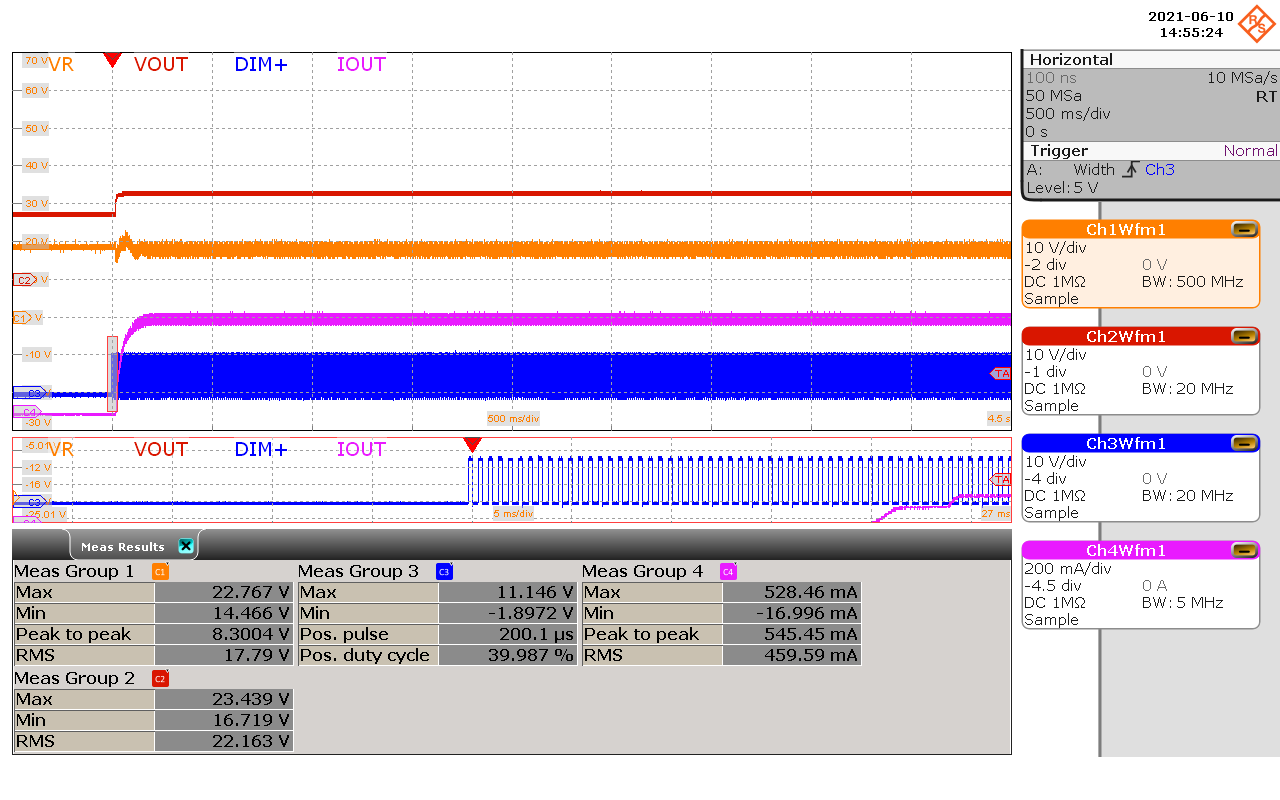 2021-06-10
14:55:24
R S
70 V VR VOUT DIM+ IOUT
60 V
50 V
40 V
30 V
20 V
C2 V
C1 V
-10 V
C3
C4
-30 V
TA
500 ms/div
4.5 s
-5.01 VR VOUT DIM+ IOUT
-12 V
-16 V
C3
-25.01 V
TA
5 ms/div
27 ms
Horizontal
100 ns 10 MSa/s
50 MSa RT
500 ms/div
0 s
Trigger Normal
A: Width Ch3
Level: 5 V
Ch1Wfm1
10 V/div
-2 div 0 V
DC 1MΩ BW: 500 MHz
Sample
Ch2Wfm1
10 V/div
-1 div 0 V
DC 1MΩ BW: 20 MHz
Sample
Ch3Wfm1
10 V/div
-4 div 0 V
DC 1MΩ BW: 20 MHz
Sample
Ch4Wfm1
200 mA/div
-4.5 div 0 A
DC 1MΩ BW: 5 MHz
Sample
Meas Results
Meas Group 1 C1
Max 22.767 V
Min 14.466 V
Peak to peak 8.3004 V
RMS 17.79 V
Meas Group 3 C3
Max 11.146 V
Min -1.8972 V
Pos. pulse 200.1 µs
Pos. duty cycle 39.987 %
Meas Group 4 C4
Max 528.46 mA
Min -16.996 mA
Peak to peak 545.45 mA
RMS 459.59 mA
Meas Group 2 C2
Max 23.439 V
Min 16.719 V
RMS 22.163 V